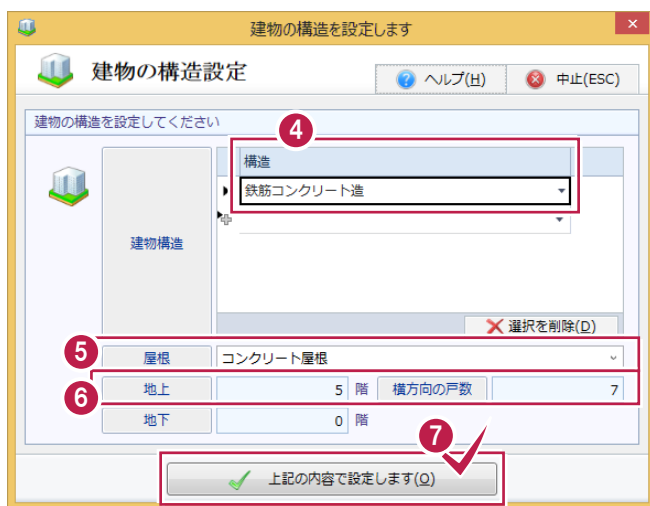 建物の構造を設定します
建物の構造設定
ヘルプ(H)
中止(ESC)
建物の構造を設定してください
4
構造
鉄筋コンクリート造
建物構造
選択を削除(D)
5
屋根
コンクリート屋根
6
地上
5 階
横方向の戸数
7
地下
0 階
7
上記の内容で設定します(O)